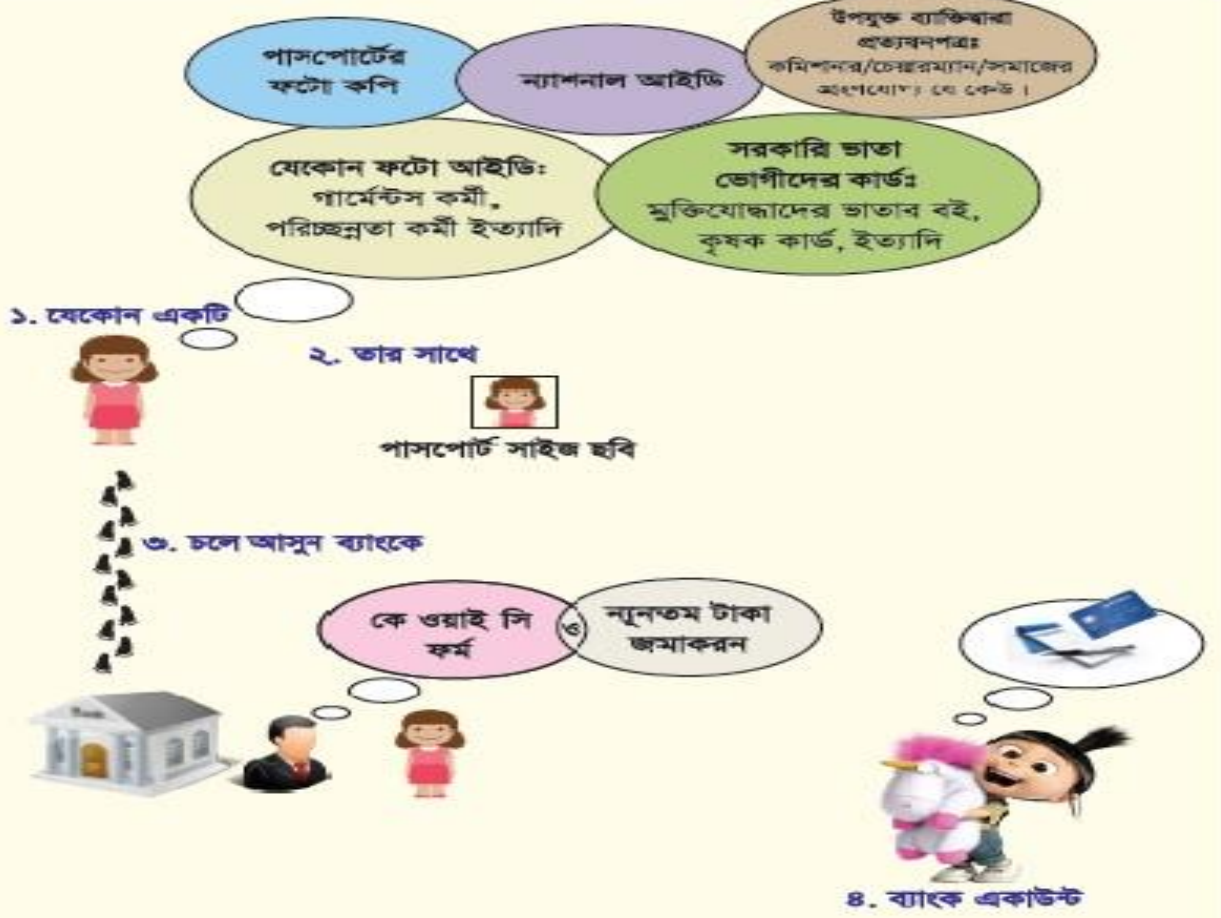 পাসপোর্টের
ফটো কপি
ন্যাশনাল আইডি
উপযুক্ত ব্যাক্তিদ্বারা
প্রত্যয়নপত্রঃ
কমিশনার/চেয়ারম্যান/সমাজের
যে কেউ।
যেকোন ফটো আইডি:
গার্মেন্টস কর্মী,
পরিচ্ছন্নতা কর্মী ইত্যাদি
সরকারি ভাতা
ভোগীদের কার্ডঃ
মুক্তিযোদ্ধাদের ভাতার বই,
কৃষক কার্ড, ইত্যাদি
১. যেকোন একটি
২. তার সাথে
পাসপোর্ট সাইজ ছবি
৩. চলে আসুন ব্যাংকে
কে ওয়াই সি
ফর্ম
ও
ন্যূনতম টাকা
জমাকরন
৪. ব্যাংক একাউন্ট